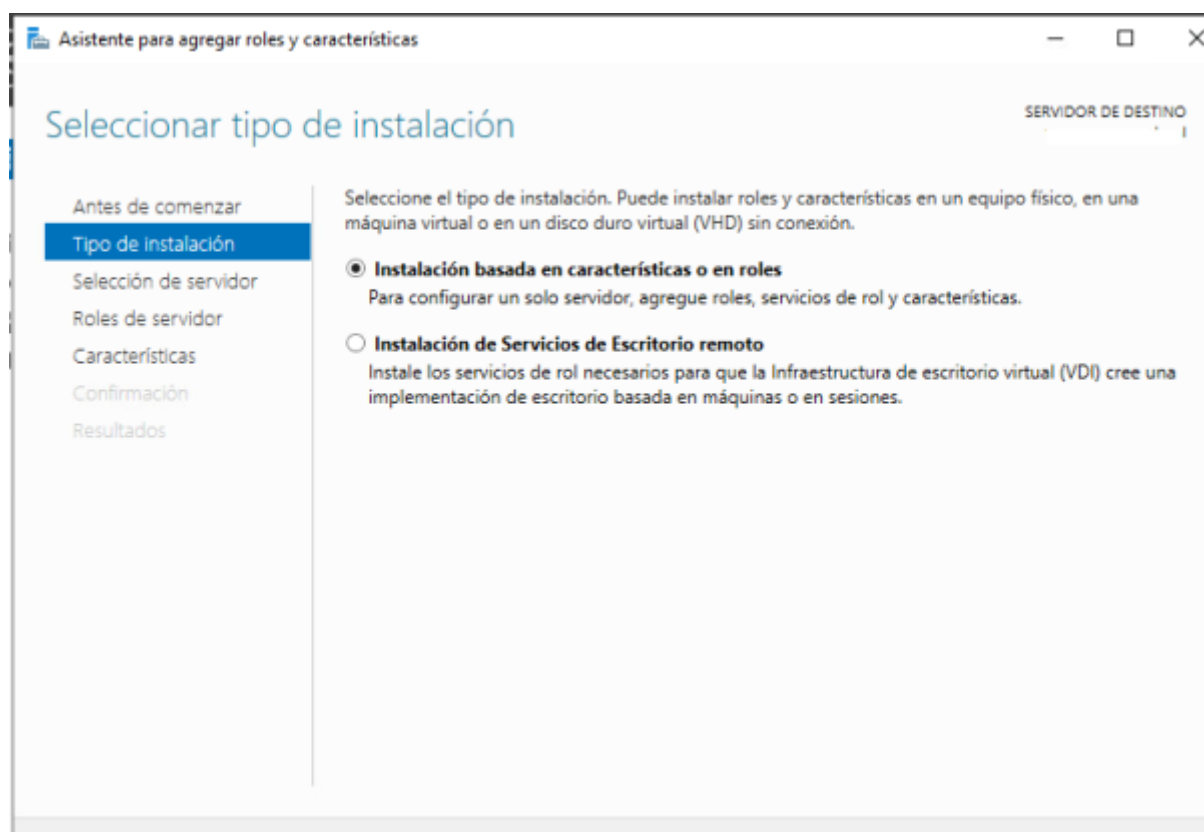 Asistente para agregar roles y características
Seleccionar tipo de instalación
SERVIDOR DE DESTINO
Antes de comenzar
Tipo de instalación
Selección de servidor
Roles de servidor
Características
Confirmación
Resultados
Seleccione el tipo de instalación. Puede instalar roles y características en un equipo físico, en una
máquina virtual o en un disco duro virtual (VHD) sin conexión.
Instalación basada en características o en roles
Para configurar un solo servidor, agregue roles, servicios de rol y características.
Instalación de Servicios de Escritorio remoto
Instale los servicios de rol necesarios para que la Infraestructura de escritorio virtual (VDI) cree una
implementación de escritorio basada en máquinas o en sesiones.